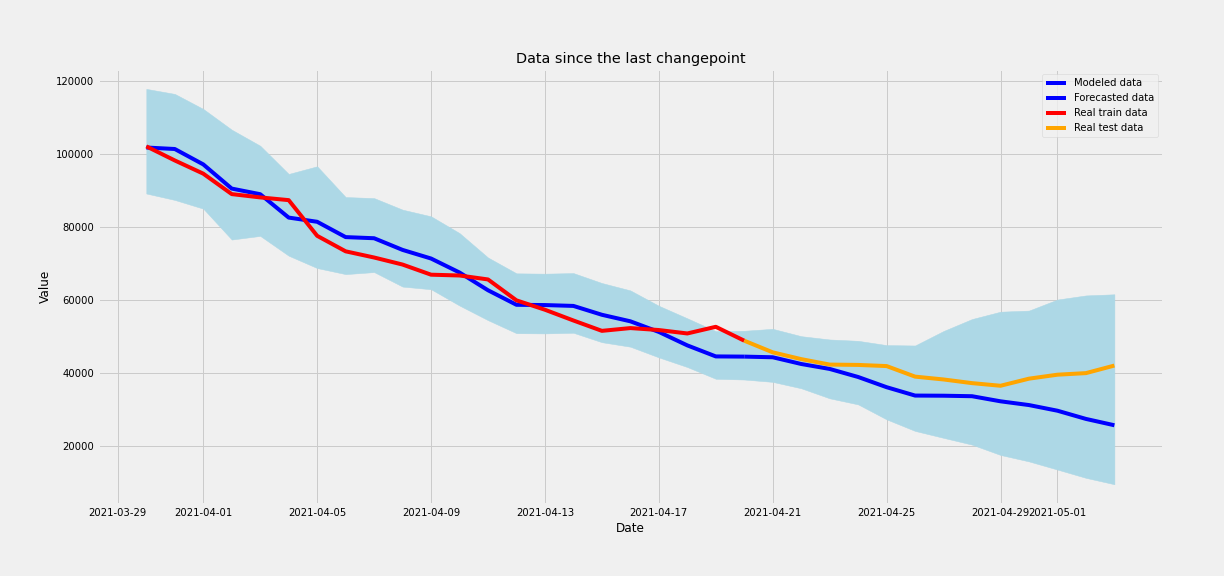 Data since the last changepoint
Modeled data
Forecasted data
Real train data
Real test data
Value
120000
100000
80000
60000
40000
20000
2021-03-29 2021-04-01 2021-04-05 2021-04-09 2021-04-13 2021-04-17 2021-04-21 2021-04-25 2021-04-29 2021-05-01
Date